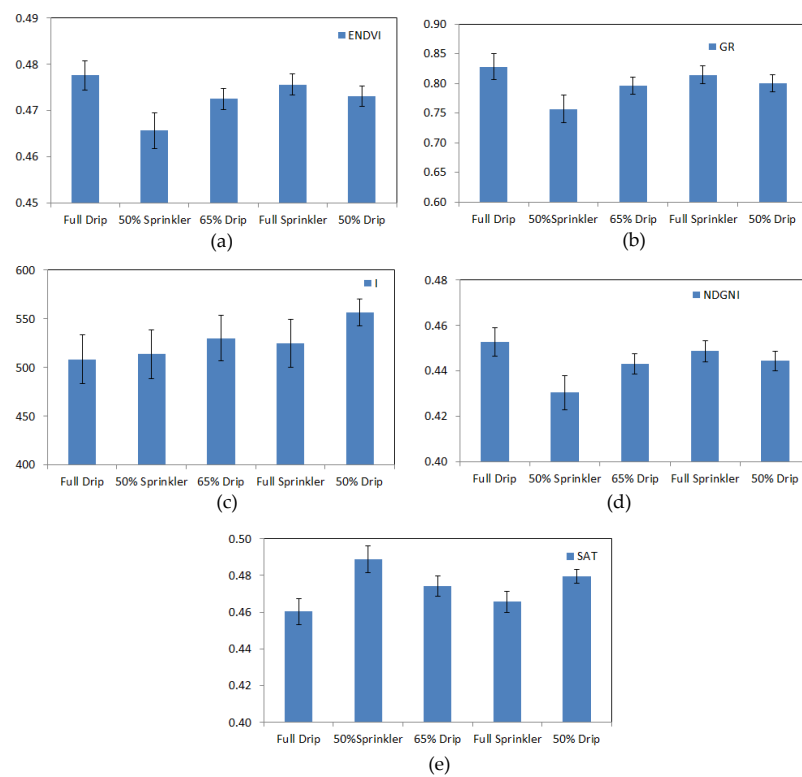 0.49
0.48
0.47
0.46
0.45
ENDVI
Full Drip 50% Sprinkler 65% Drip Full Sprinkler 50% Drip
(a)
0.90
0.85
0.80
0.75
0.70
0.65
0.60
GR
Full Drip 50%Sprinkler 65% Drip Full Sprinkler 50% Drip
(b)
600
550
500
450
400
I
Full Drip 50% Sprinkler 65% Drip Full Sprinkler 50% Drip
(c)
0.48
0.46
0.44
0.42
0.40
NDGNI
Full Drip 50% Sprinkler 65% Drip Full Sprinkler 50% Drip
(d)
0.50
0.48
0.46
0.44
0.42
0.40
SAT
Full Drip 50%Sprinkler 65% Drip Full Sprinkler 50% Drip
(e)